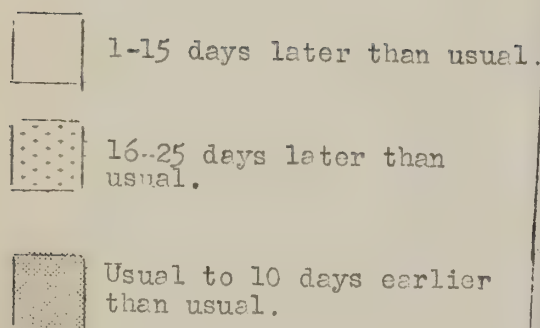 1-15 days later than usual.
16-25 days later than
usual.
Usual to 10 days earlier
than usual.